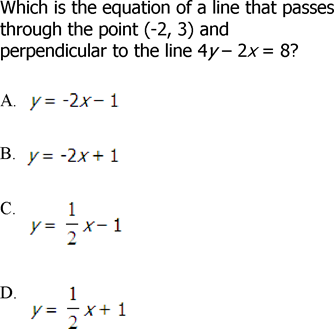 Which is the equation of a line that passes
through the point (-2, 3) and
perpendicular to the line 4y – 2x = 8?
A. y = -2x – 1
B. y = -2x + 1
C. y = 1/2 x – 1
D. y = 1/2 x + 1